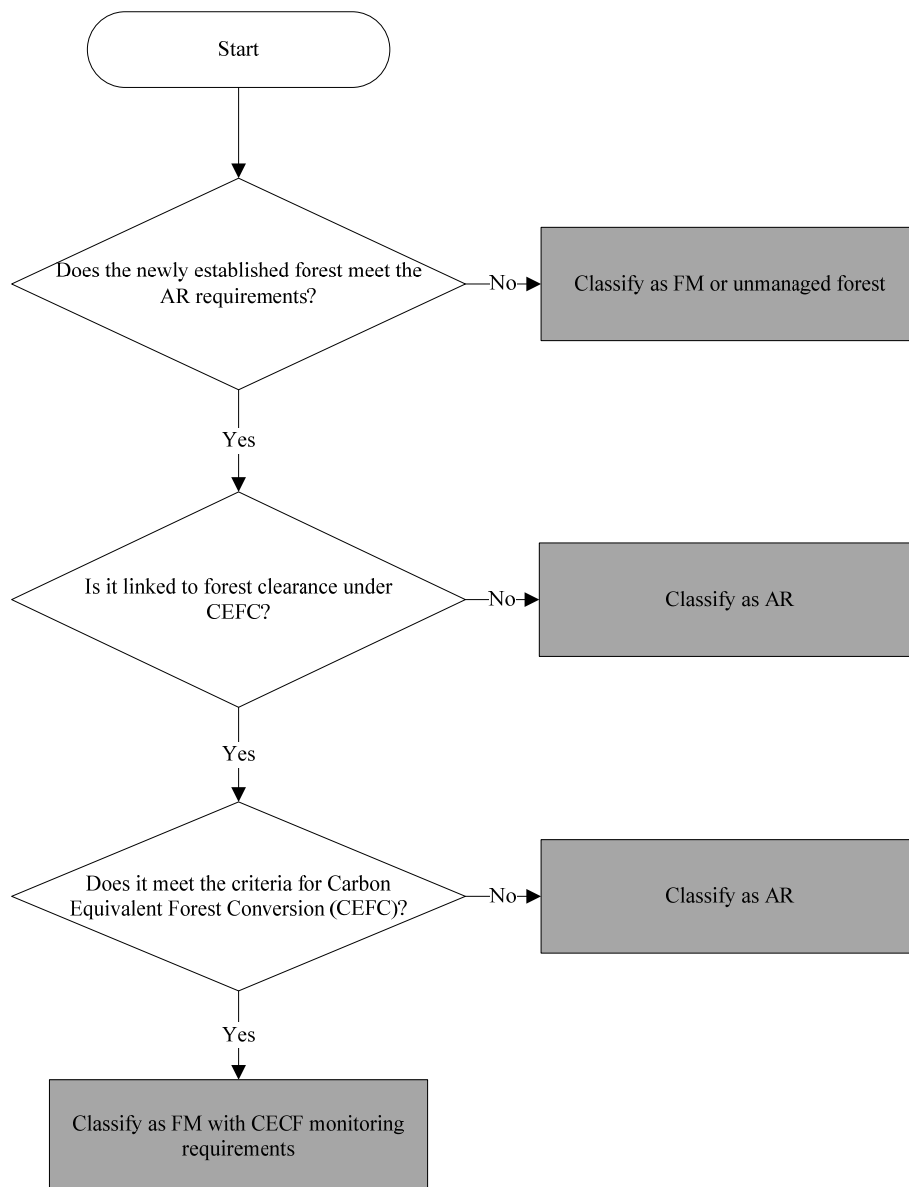 Start
Does the newly established forest meet the
AR requirements?
No
Classify as FM or unmanaged forest
Yes
Is it linked to forest clearance under
CEFC?
No
Classify as AR
Yes
Does it meet the criteria for Carbon
Equivalent Forest Conversion (CEFC)?
No
Classify as AR
Yes
Classify as FM with CECF monitoring
requirements